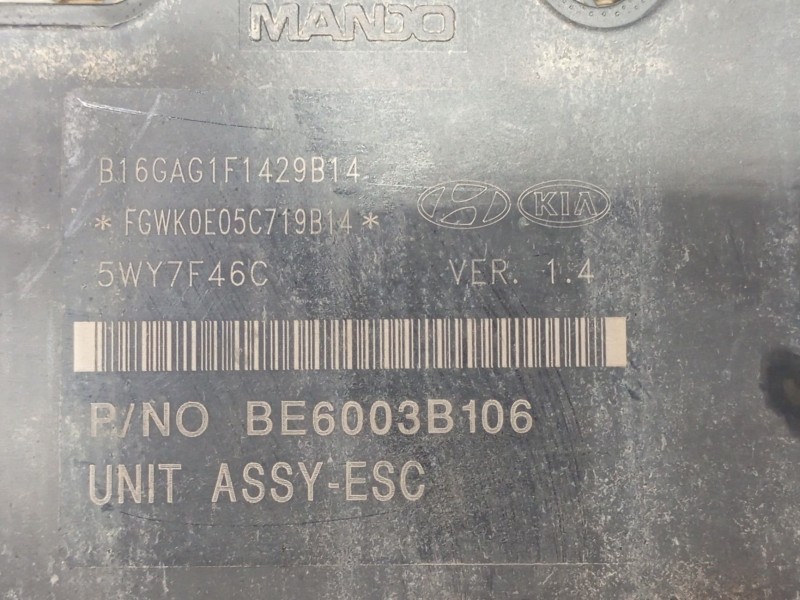 MANDO
B16GAG1F1429B14
*FGWK0E05C719B14* KIA
5WY7F46C VER. 1.4
P/NO BE6003B106
UNIT ASSY-ESC